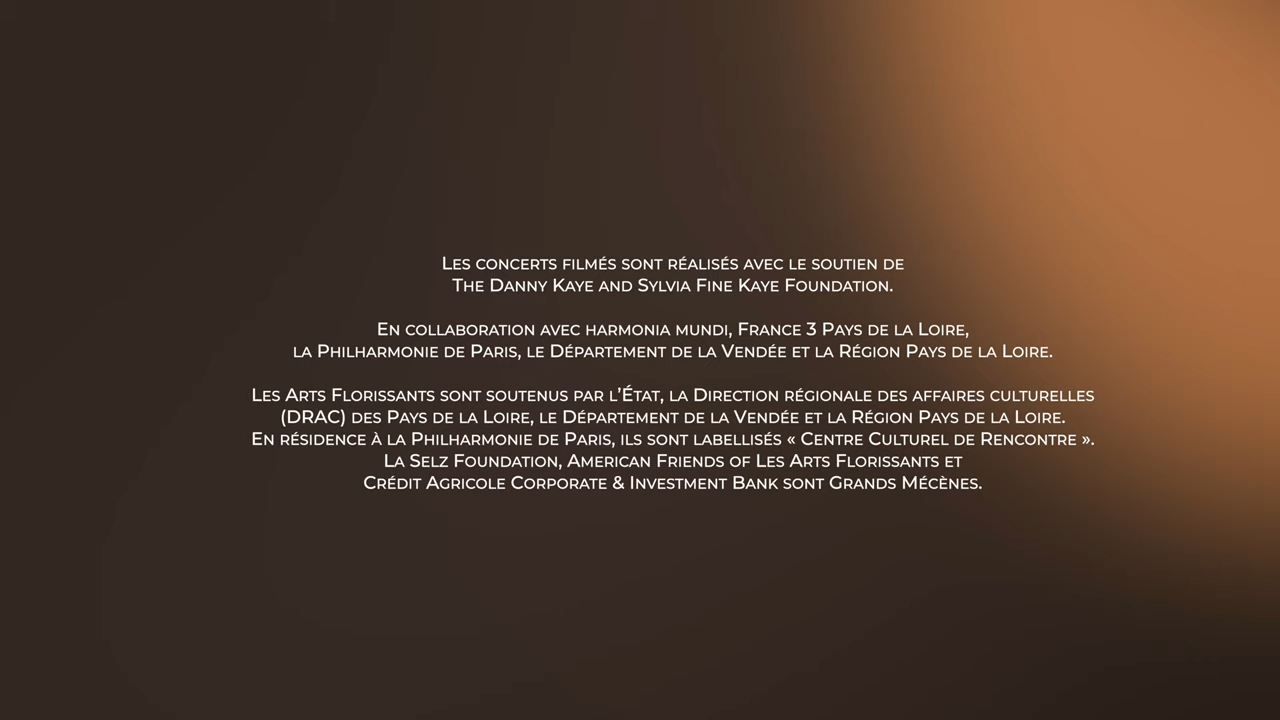 Les concerts filmés sont réalisés avec le soutien de
The Danny Kaye and Sylvia Fine Kaye Foundation.
En collaboration avec harmonia mundi, France 3 Pays de la Loire,
la Philharmonie de Paris, le Département de la Vendée et la Région Pays de la Loire.
Les Arts Florissants sont soutenus par l’État, la Direction régionale des affaires culturelles
(DRAC) des Pays de la Loire, le Département de la Vendée et la Région Pays de la Loire.
En résidence à la Philharmonie de Paris, ils sont labellisés « Centre Culturel de Rencontre ».
La Selz Foundation, American Friends of Les Arts Florissants et
Crédit Agricole Corporate & Investment Bank sont Grands Mécènes.